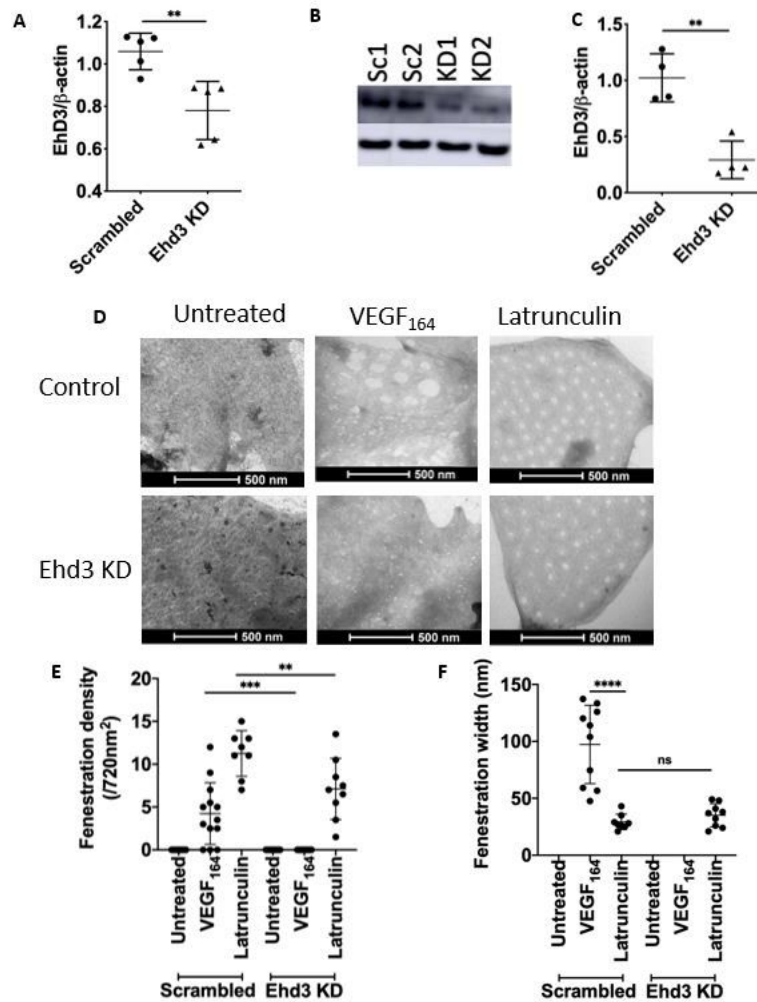 A
EhD3/β-actin
1.2
1.0
0.8
0.6
0.4
**
Scrambled
Ehd3 KD
B
Sc1
Sc2
KD1
KD2
C
EhD3/β-actin
1.5
1.0
0.5
0.0
**
Scrambled
Ehd3 KD
D
Untreated
VEGF₁₆₄
Latrunculin
Control
500 nm
500 nm
500 nm
Ehd3 KD
500 nm
500 nm
500 nm
E
Fenestration density
(/720nm²)
20
15
10
5
0
**
***
Untreated
VEGF₁₆₄
Latrunculin
Untreated
VEGF₁₆₄
Latrunculin
Scrambled
Ehd3 KD
F
Fenestration width (nm)
150
100
50
0
****
ns
Untreated
VEGF₁₆₄
Latrunculin
Untreated
VEGF₁₆₄
Latrunculin
Scrambled
Ehd3 KD